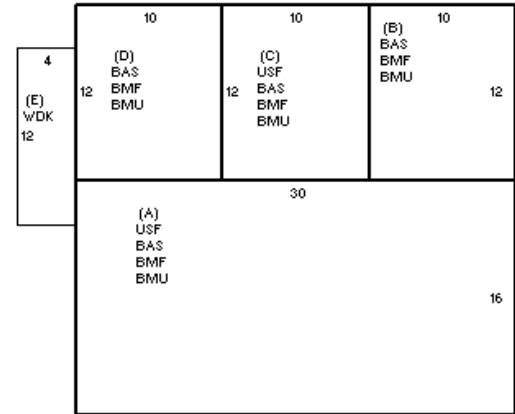 10
10
10
(D)
BAS
BMF
BMU
12
(C)
USF
BAS
BMF
BMU
12
(B)
BAS
BMF
BMU
12
4
(E)
WDK
12
30
(A)
USF
BAS
BMF
BMU
16